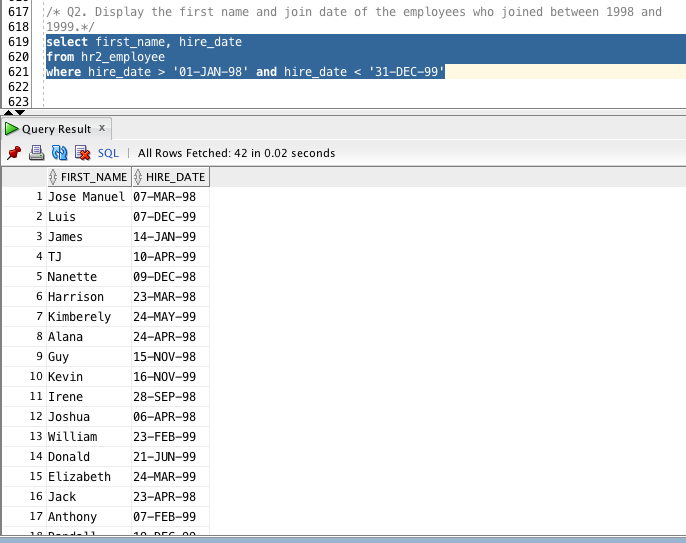 617 /* Q2. Display the first name and join date of the employees who joined between 1998 and
618 1999.*/
619 select first_name, hire_date
620 from hr2_employee
621 where hire_date > '01-JAN-98' and hire_date < '31-DEC-99'
622
623
Query Result x
SQL | All Rows Fetched: 42 in 0.02 seconds
FIRST_NAME HIRE_DATE
1 Jose Manuel 07-MAR-98
2 Luis 07-DEC-99
3 James 14-JAN-99
4 TJ 10-APR-99
5 Nanette 09-DEC-98
6 Harrison 23-MAR-98
7 Kimberely 24-MAY-99
8 Alana 24-APR-98
9 Guy 15-NOV-98
10 Kevin 16-NOV-99
11 Irene 28-SEP-98
12 Joshua 06-APR-98
13 William 23-FEB-99
14 Donald 21-JUN-99
15 Elizabeth 24-MAR-99
16 Jack 23-APR-98
17 Anthony 07-FEB-99